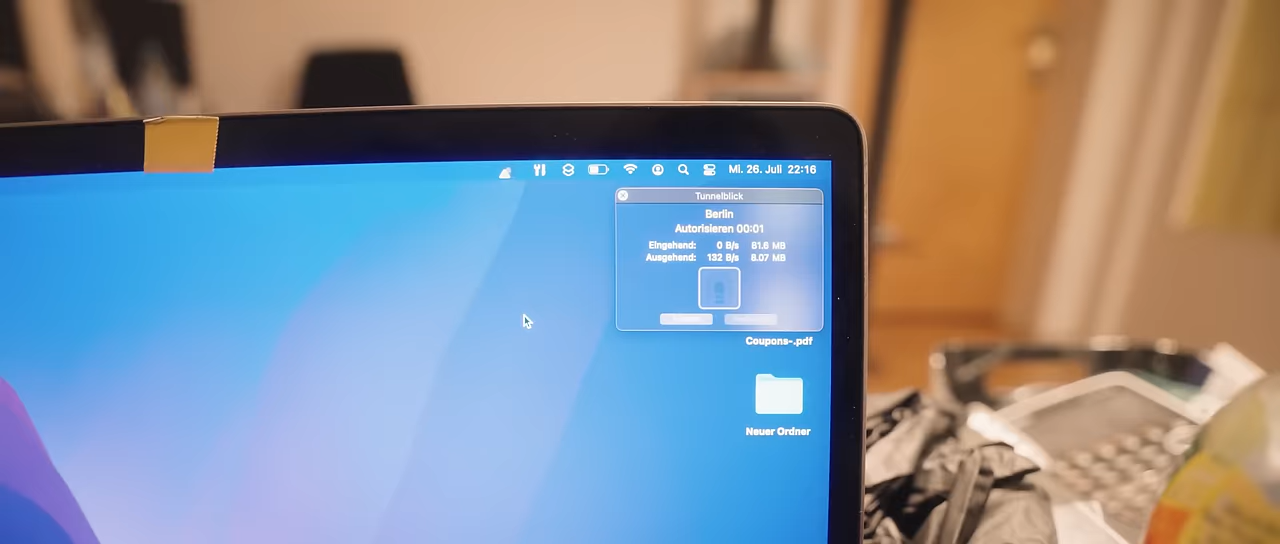 Mi. 26. Juli 22:16
Tunnelblick
Berlin
Autorisieren 00:01
Eingehend: 0 B/s 61.6 MB
Ausgehend: 132 B/s 8.07 MB
Coupons-.pdf
Neuer Ordner